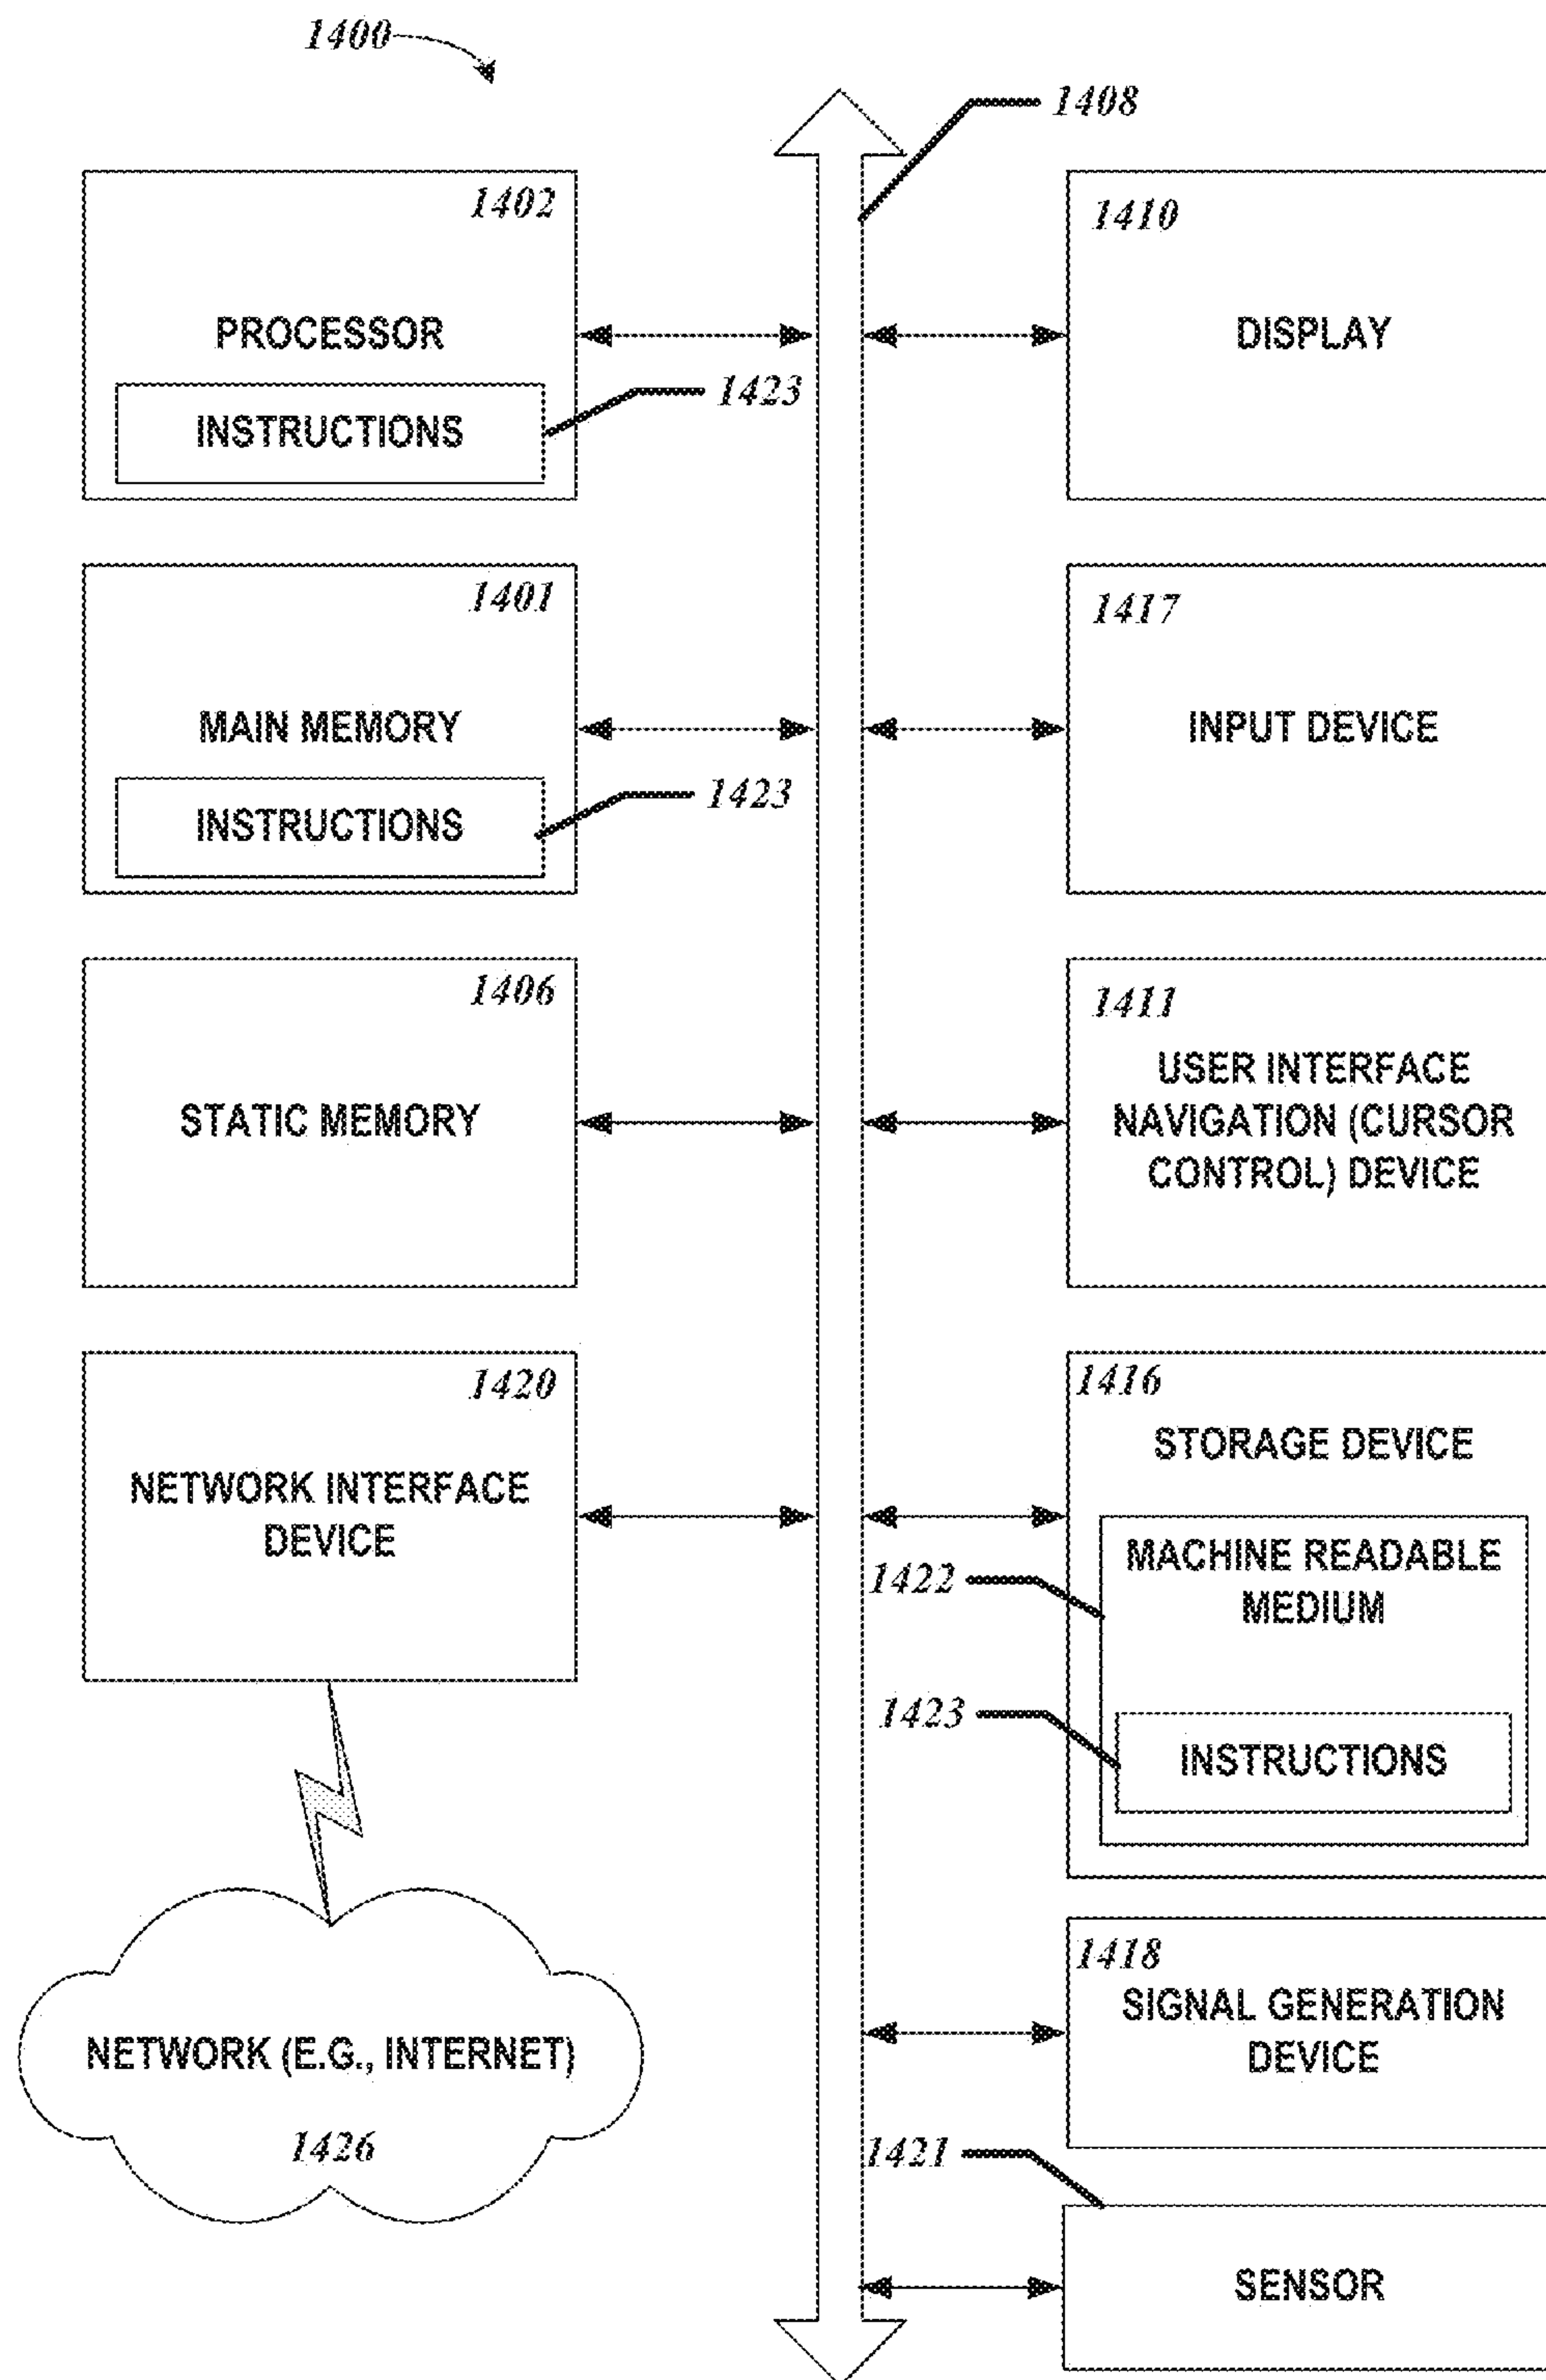 1400
1408
1402
PROCESSOR
INSTRUCTIONS
1423
1410
DISPLAY
1401
MAIN MEMORY
INSTRUCTIONS
1423
1417
INPUT DEVICE
1406
STATIC MEMORY
1411
USER INTERFACE
NAVIGATION (CURSOR
CONTROL) DEVICE
1420
NETWORK INTERFACE
DEVICE
1416
STORAGE DEVICE
MACHINE READABLE
MEDIUM
1422
1423
INSTRUCTIONS
NETWORK (E.G., INTERNET)
1426
1418
SIGNAL GENERATION
DEVICE
1421
SENSOR